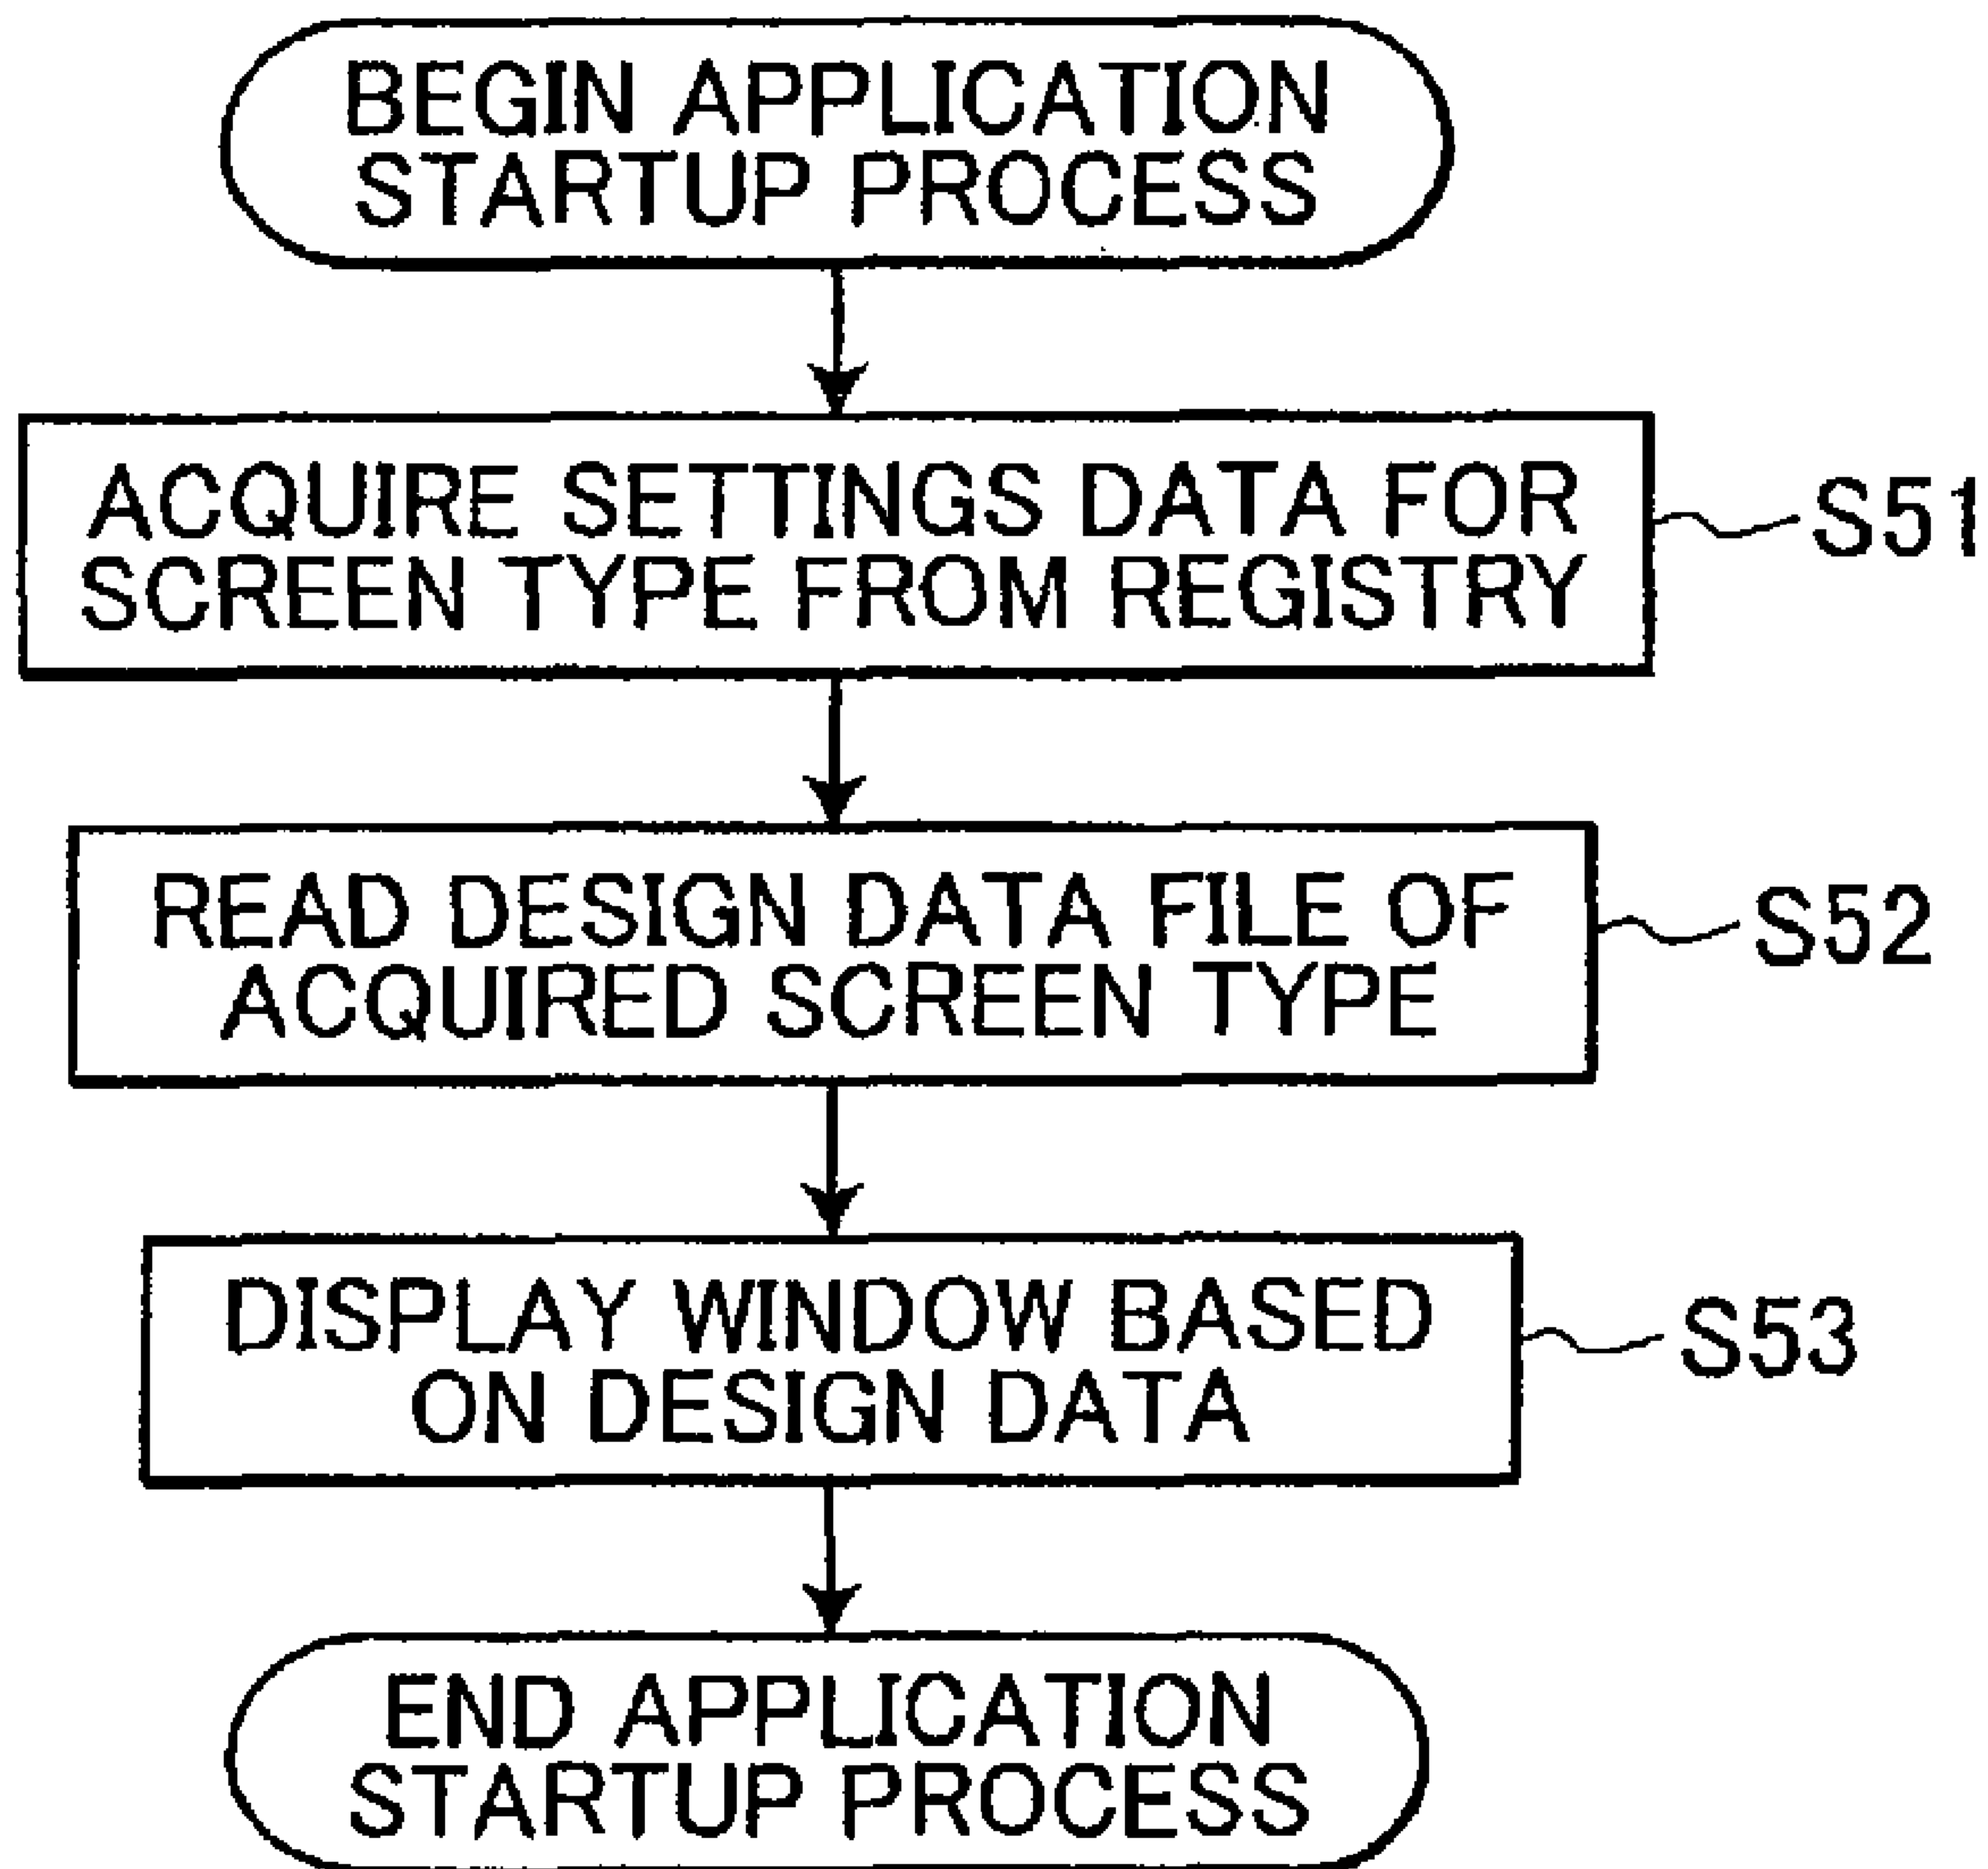 BEGIN APPLICATION
STARTUP PROCESS
ACQUIRE SETTINGS DATA FOR
SCREEN TYPE FROM REGISTRY
S51
READ DESIGN DATA FILE OF
ACQUIRED SCREEN TYPE
S52
DISPLAY WINDOW BASED
ON DESIGN DATA
S53
END APPLICATION
STARTUP PROCESS